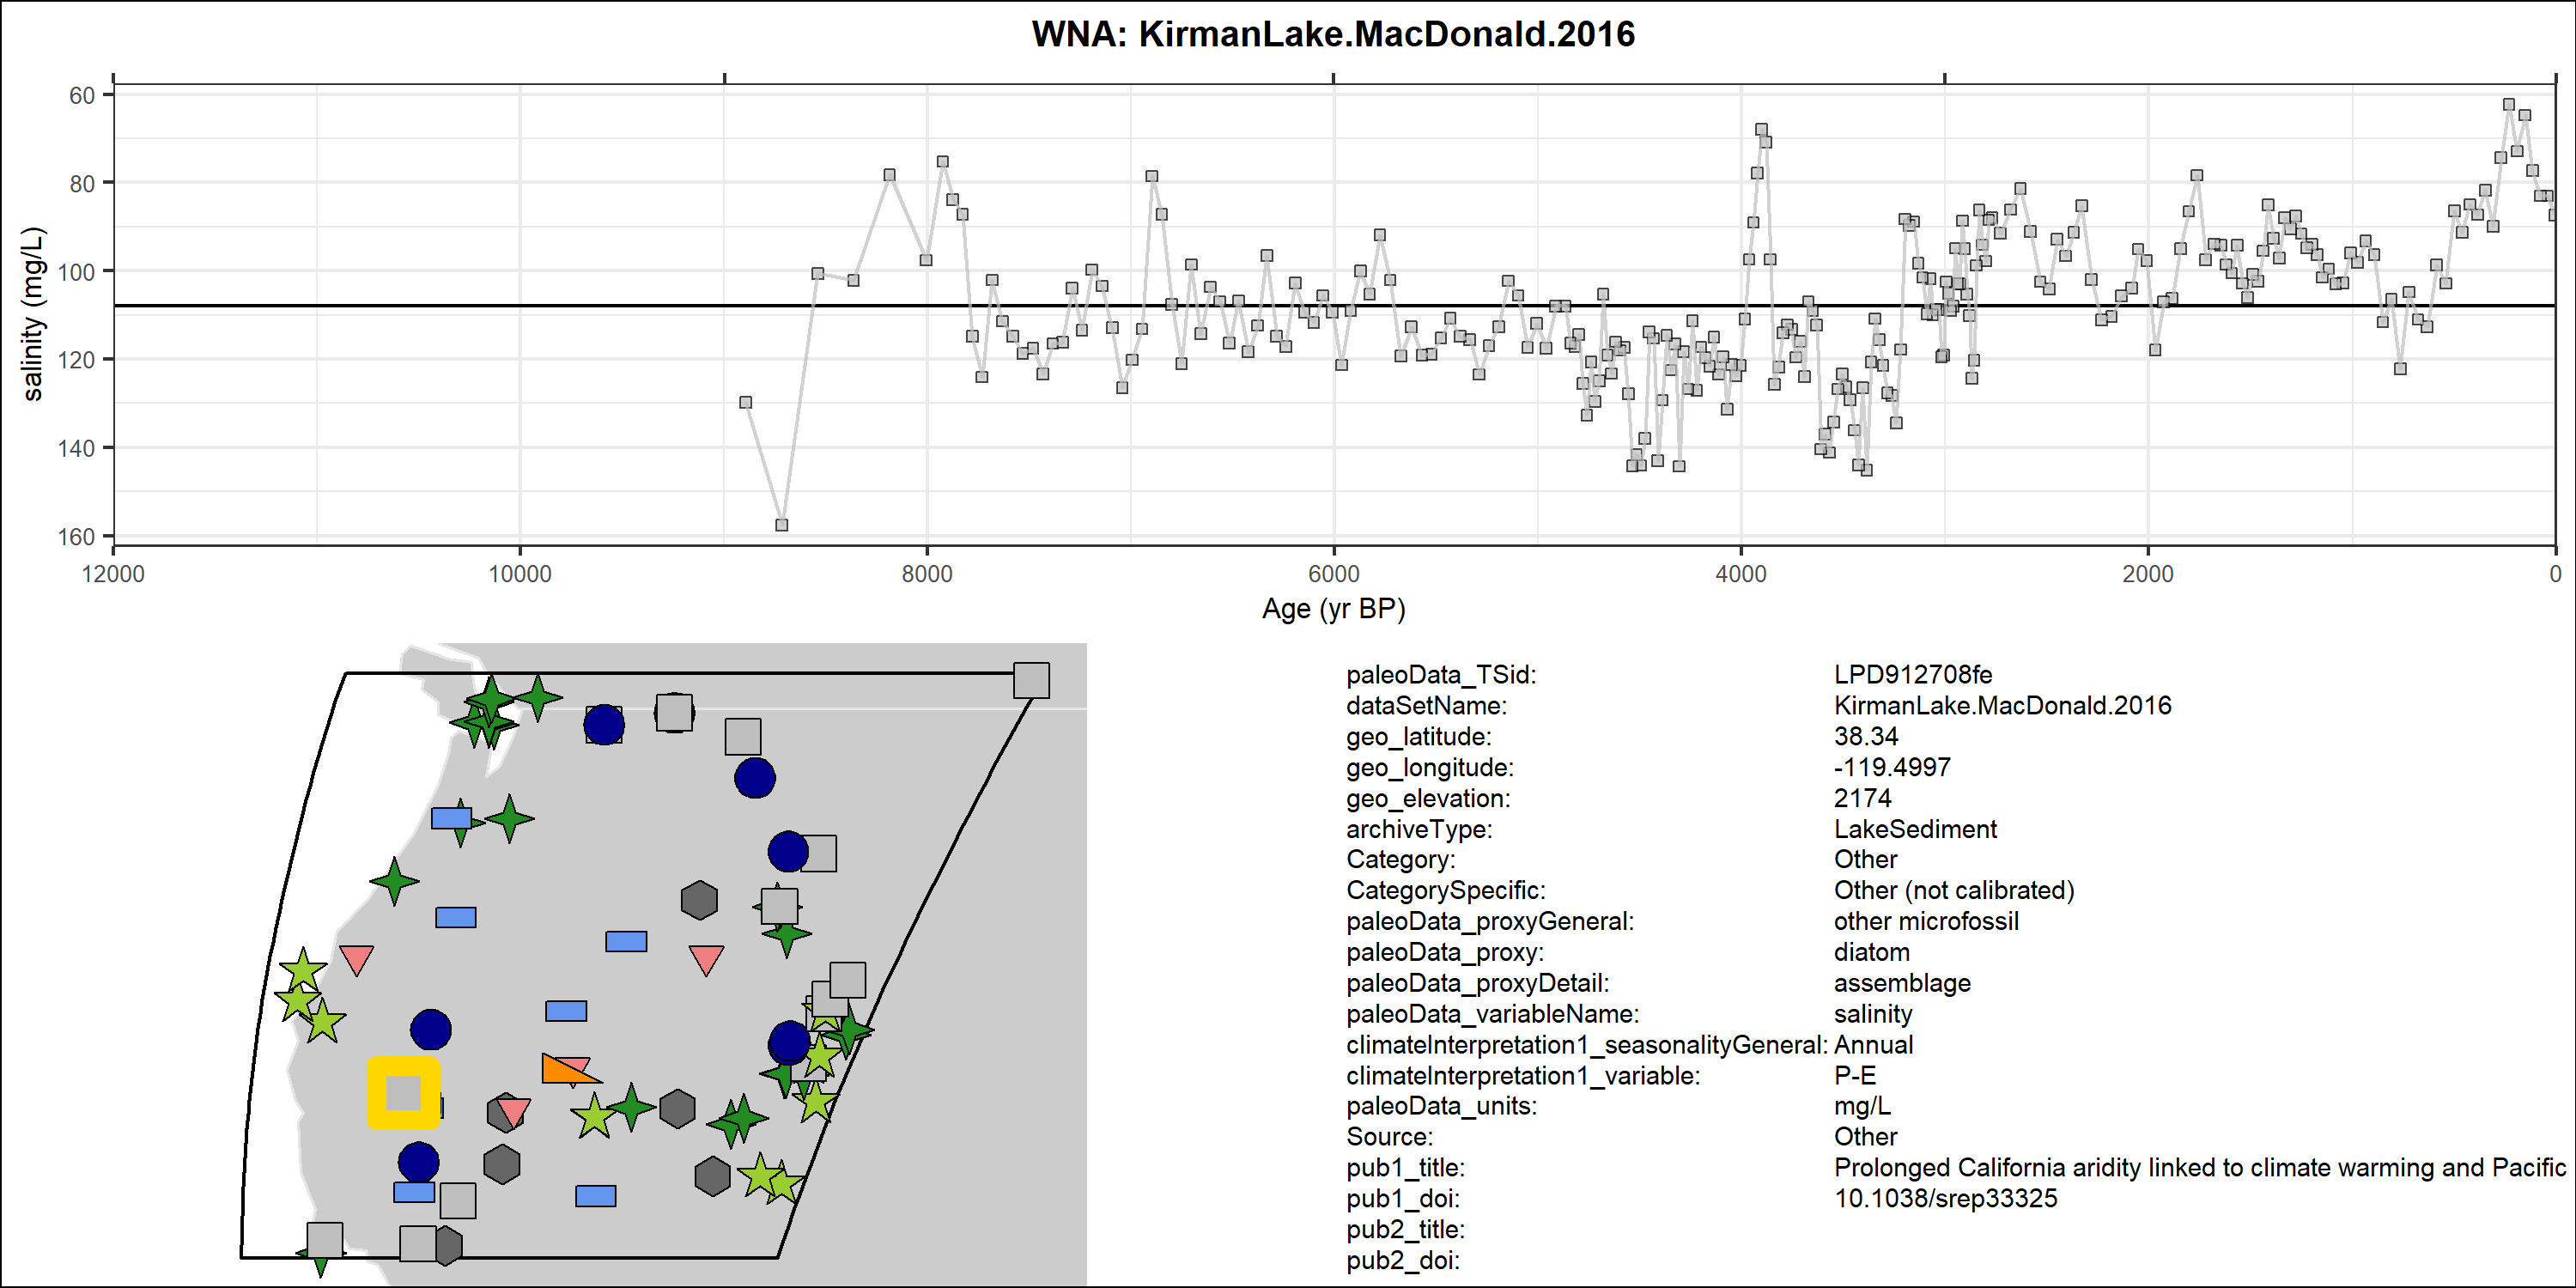 WNA: KirmanLake.MacDonald.2016
salinity (mg/L)
60
80
100
120
140
160
12000 10000 8000 6000 4000 2000 0
Age (yr BP)
paleoData_TSid: LPD912708fe
dataSetName: KirmanLake.MacDonald.2016
geo_latitude: 38.34
geo_longitude: -119.4997
geo_elevation: 2174
archiveType: LakeSediment
Category: Other
CategorySpecific: Other (not calibrated)
paleoData_proxyGeneral: other microfossil
paleoData_proxy: diatom
paleoData_proxyDetail: assemblage
paleoData_variableName: salinity
climateInterpretation1_seasonalityGeneral: Annual
climateInterpretation1_variable: P-E
paleoData_units: mg/L
Source: Other
pub1_title: Prolonged California aridity linked to climate warming and Pacific
pub1_doi: 10.1038/srep33325
pub2_title:
pub2_doi: